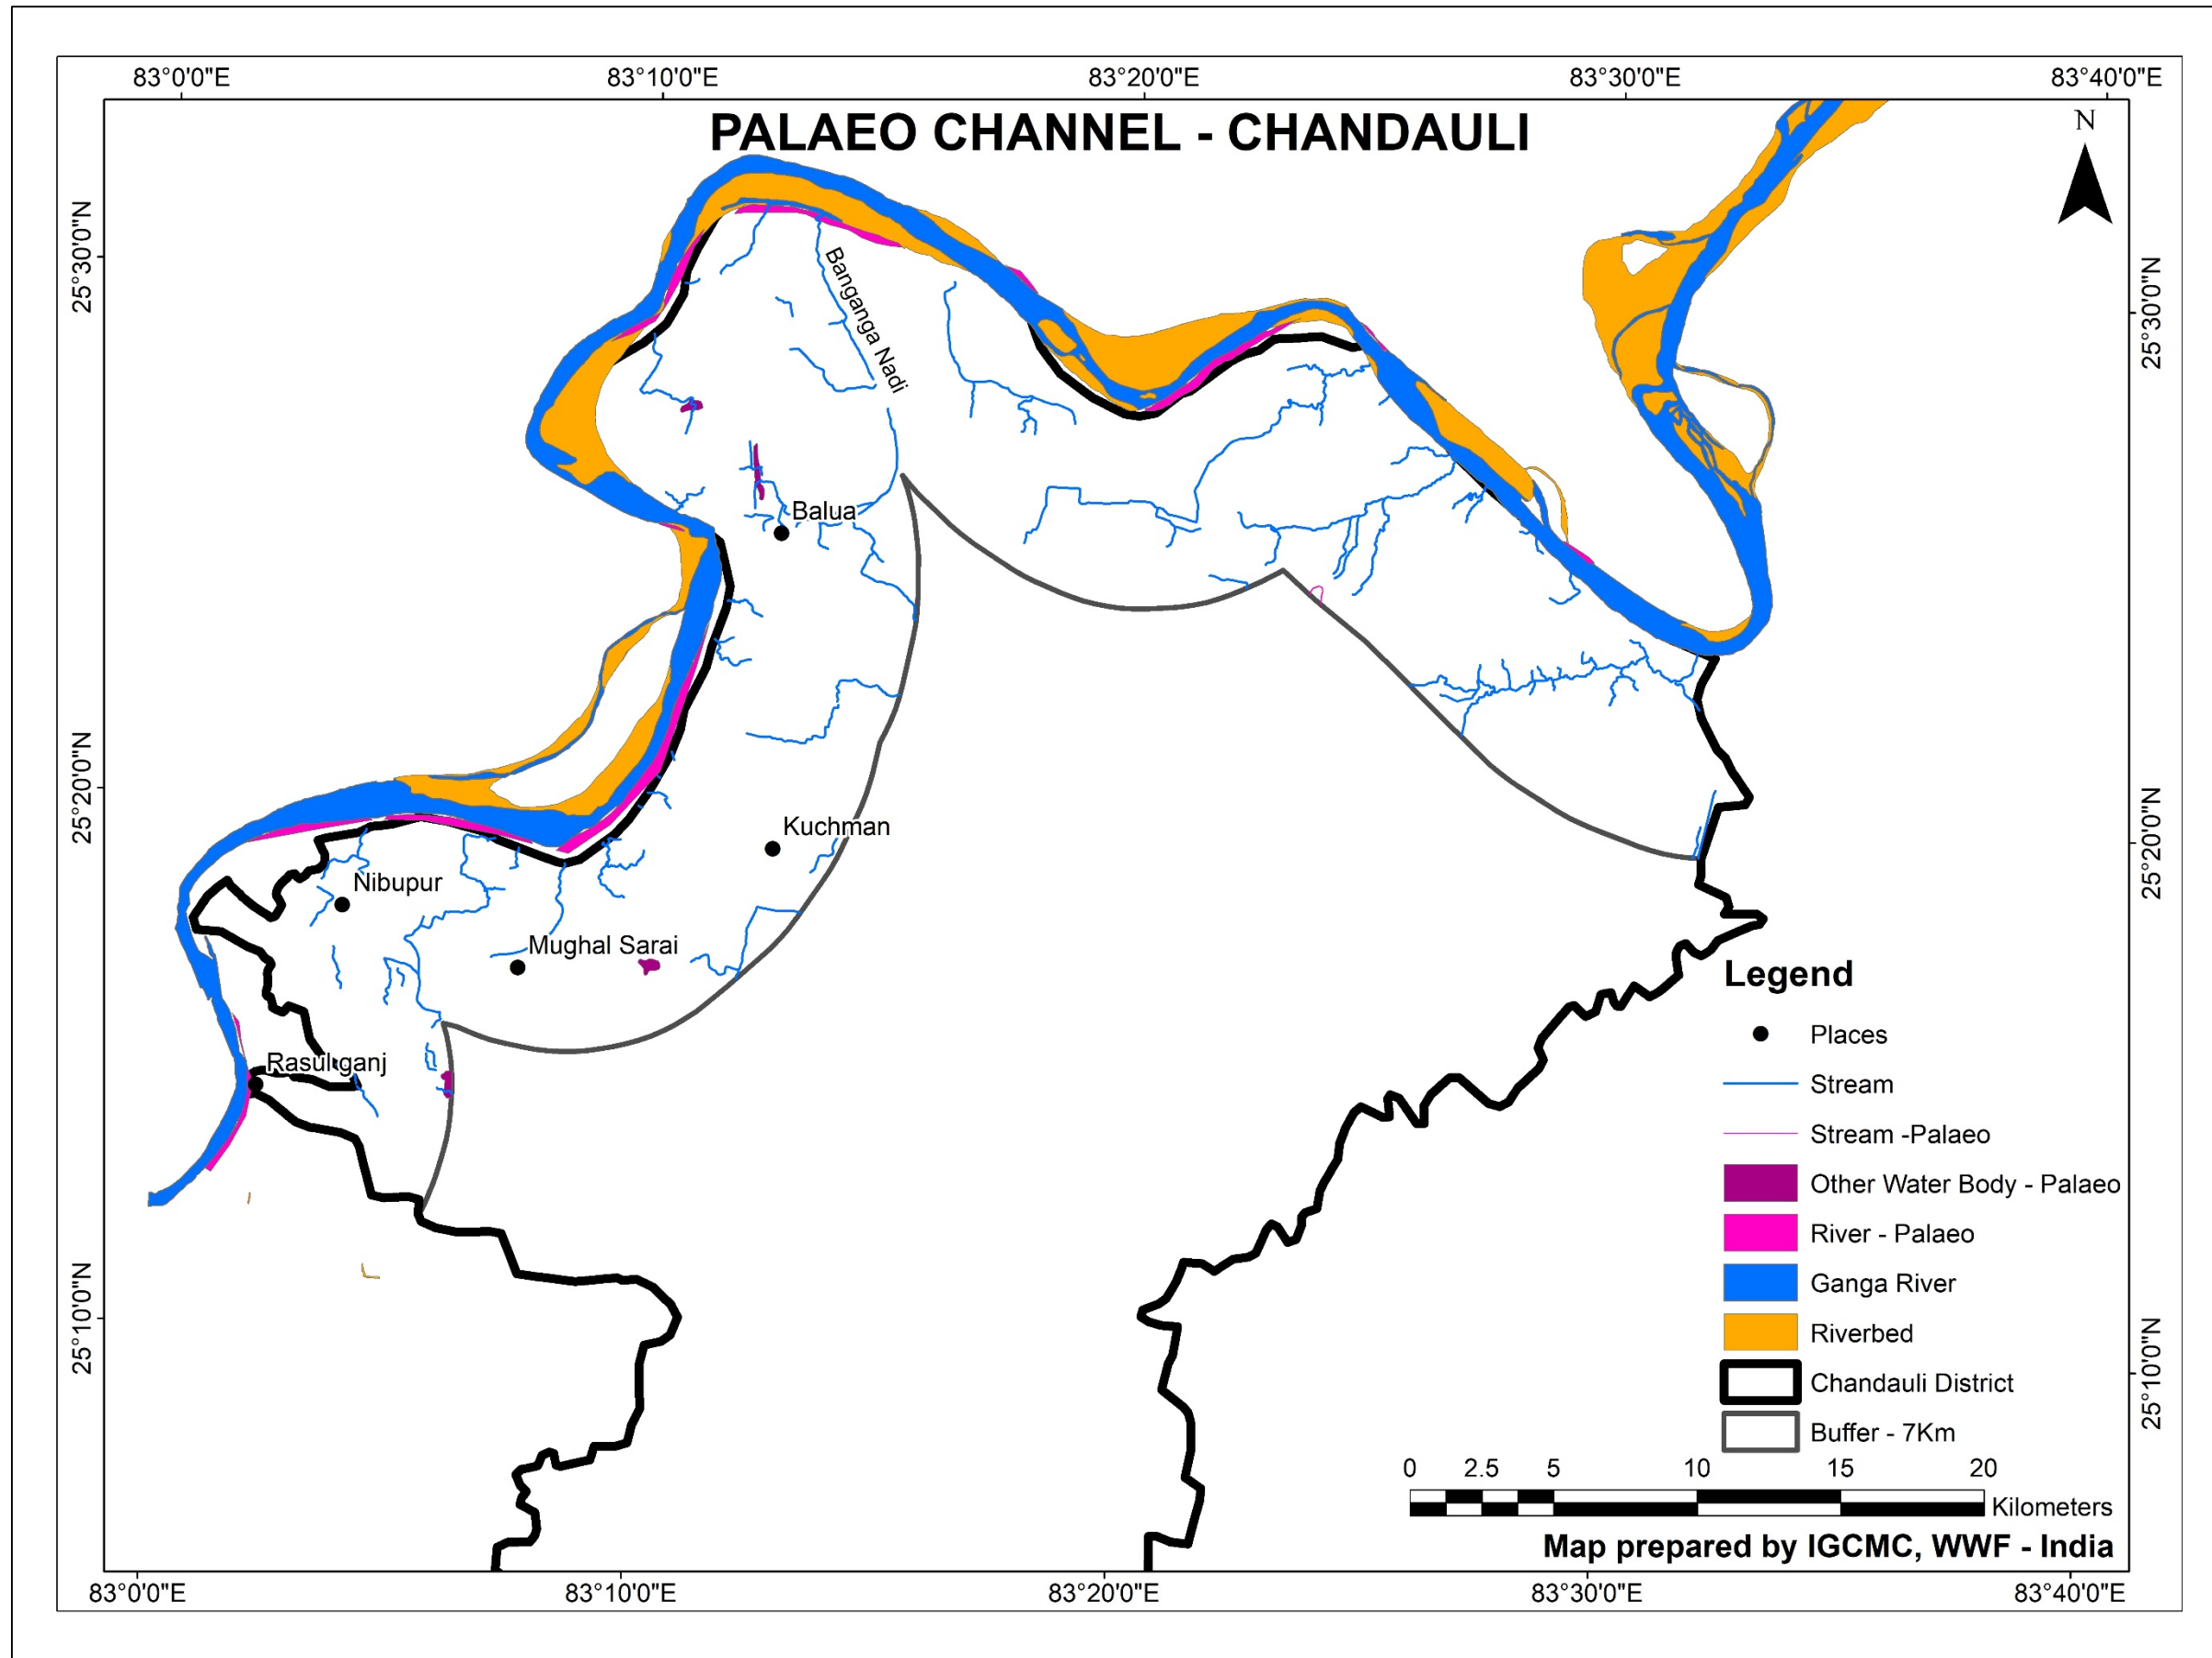 83°0'0"E 83°10'0"E 83°20'0"E 83°30'0"E 83°40'0"E
PALAEO CHANNEL - CHANDAULI
N
25°30'0"N
25°30'0"N
Banganga Nadi
Balua
25°20'0"N
25°20'0"N
Kuchman
Nibupur
Mughal Sarai
Rasulganj
25°10'0"N
25°10'0"N
Legend
Places
Stream
Stream -Palaeo
Other Water Body - Palaeo
River - Palaeo
Ganga River
Riverbed
Chandauli District
Buffer - 7Km
0 2.5 5 10 15 20
Kilometers
Map prepared by IGCMC, WWF - India
83°0'0"E 83°10'0"E 83°20'0"E 83°30'0"E 83°40'0"E